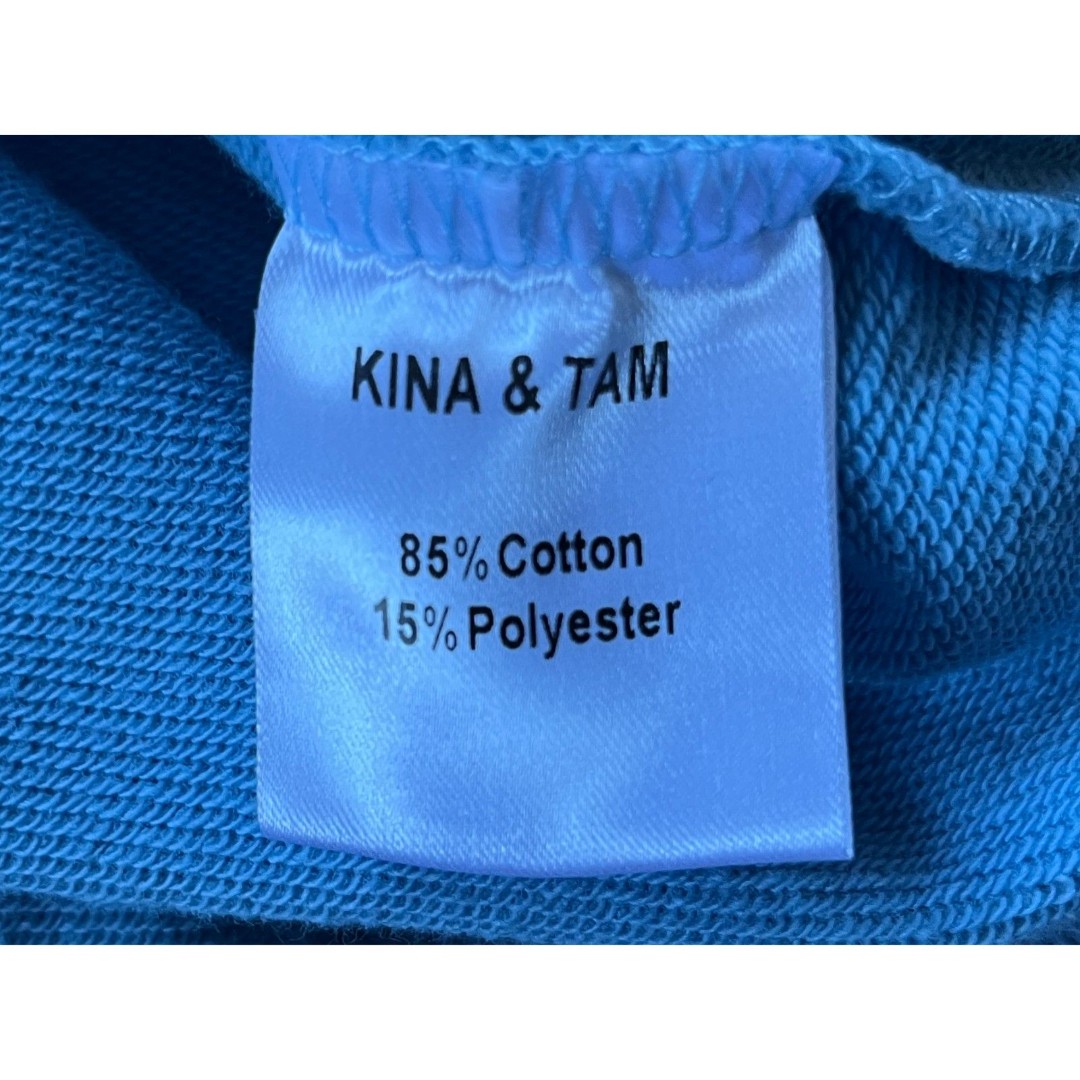 KINA & TAM
85% Cotton
15% Polyester